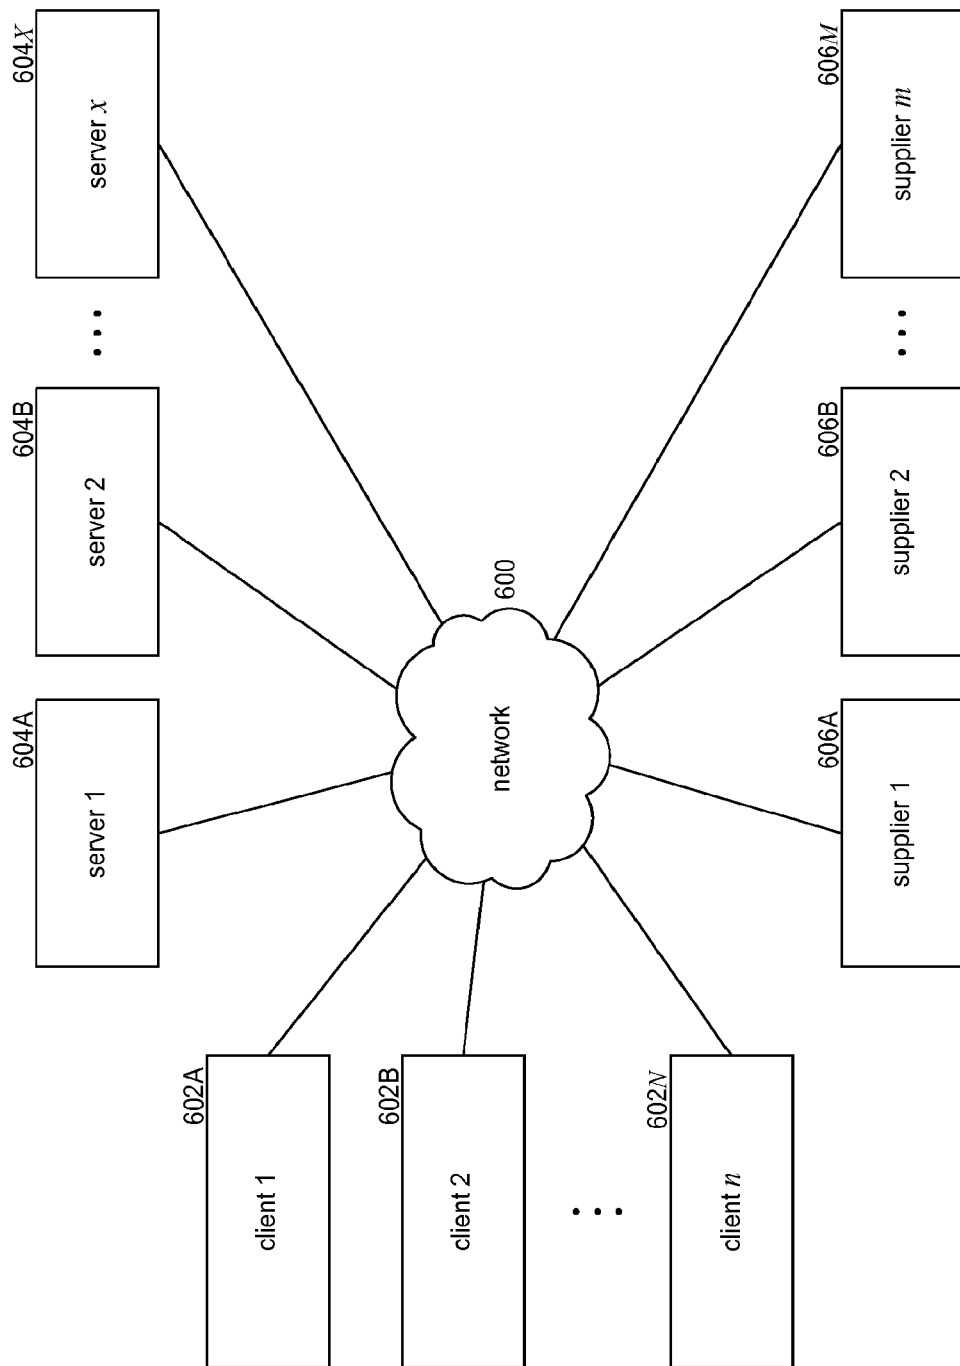 604A
server 1
604B
server 2
...
604X
server x
602A
client 1
602B
client 2
...
602N
client n
600
network
606A
supplier 1
606B
supplier 2
...
606M
supplier m